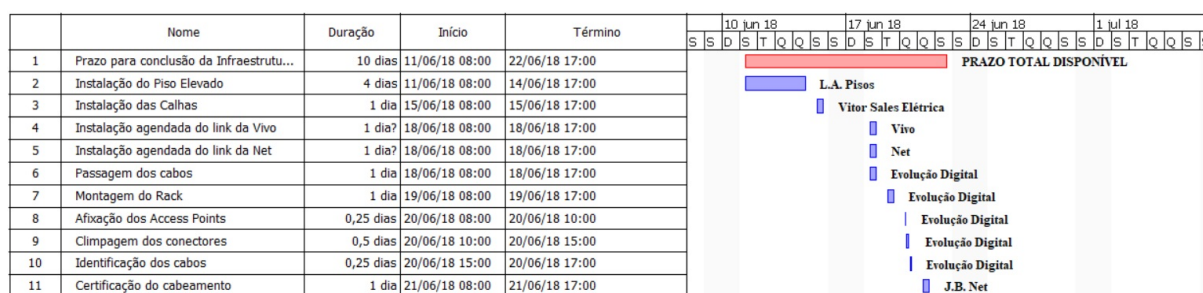 Nome Duração Início Término
10 jun 18 17 jun 18 24 jun 18 1 jul 18
S S D S T Q Q S S D S T Q Q S S D S T Q Q S S D S T Q Q S
1 Prazo para conclusão da Infraestrutu... 10 dias 11/06/18 08:00 22/06/18 17:00 PRAZO TOTAL DISPONÍVEL
2 Instalação do Piso Elevado 4 dias 11/06/18 08:00 14/06/18 17:00 L.A. Pisos
3 Instalação das Calhas 1 dia 15/06/18 08:00 15/06/18 17:00 Vitor Sales Elétrica
4 Instalação agendada do link da Vivo 1 dia? 18/06/18 08:00 18/06/18 17:00 Vivo
5 Instalação agendada do link da Net 1 dia? 18/06/18 08:00 18/06/18 17:00 Net
6 Passagem dos cabos 1 dia 18/06/18 08:00 18/06/18 17:00 Evolução Digital
7 Montagem do Rack 1 dia 19/06/18 08:00 19/06/18 17:00 Evolução Digital
8 Afixação dos Access Points 0,25 dias 20/06/18 08:00 20/06/18 10:00 Evolução Digital
9 Climpagem dos conectores 0,5 dias 20/06/18 10:00 20/06/18 15:00 Evolução Digital
10 Identificação dos cabos 0,25 dias 20/06/18 15:00 20/06/18 17:00 Evolução Digital
11 Certificação do cabeamento 1 dia 21/06/18 08:00 21/06/18 17:00 J.B. Net